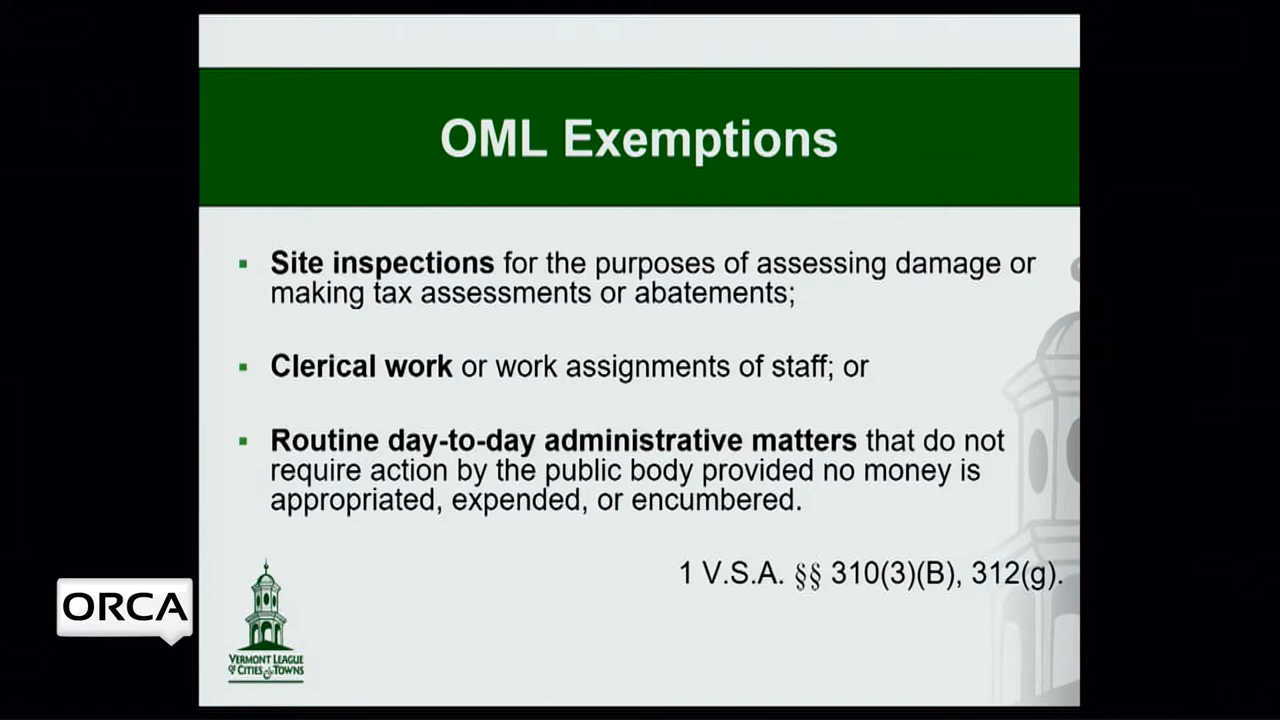 OML Exemptions
▪ Site inspections for the purposes of assessing damage or
making tax assessments or abatements;
▪ Clerical work or work assignments of staff; or
▪ Routine day-to-day administrative matters that do not
require action by the public body provided no money is
appropriated, expended, or encumbered.
1 V.S.A. §§ 310(3)(B), 312(g).
ORCA
VERMONT LEAGUE
OF CITIES & TOWNS